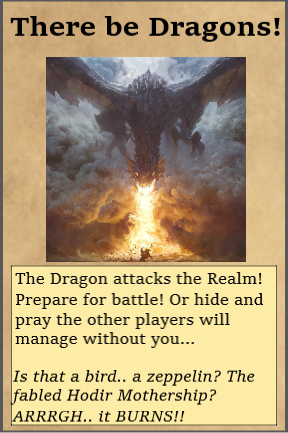 There be Dragons!
The Dragon attacks the Realm!
Prepare for battle! Or hide and
pray the other players will
manage without you...
Is that a bird.. a zeppelin? The
fabled Hodir Mothership?
ARRRGH.. it BURNS!!